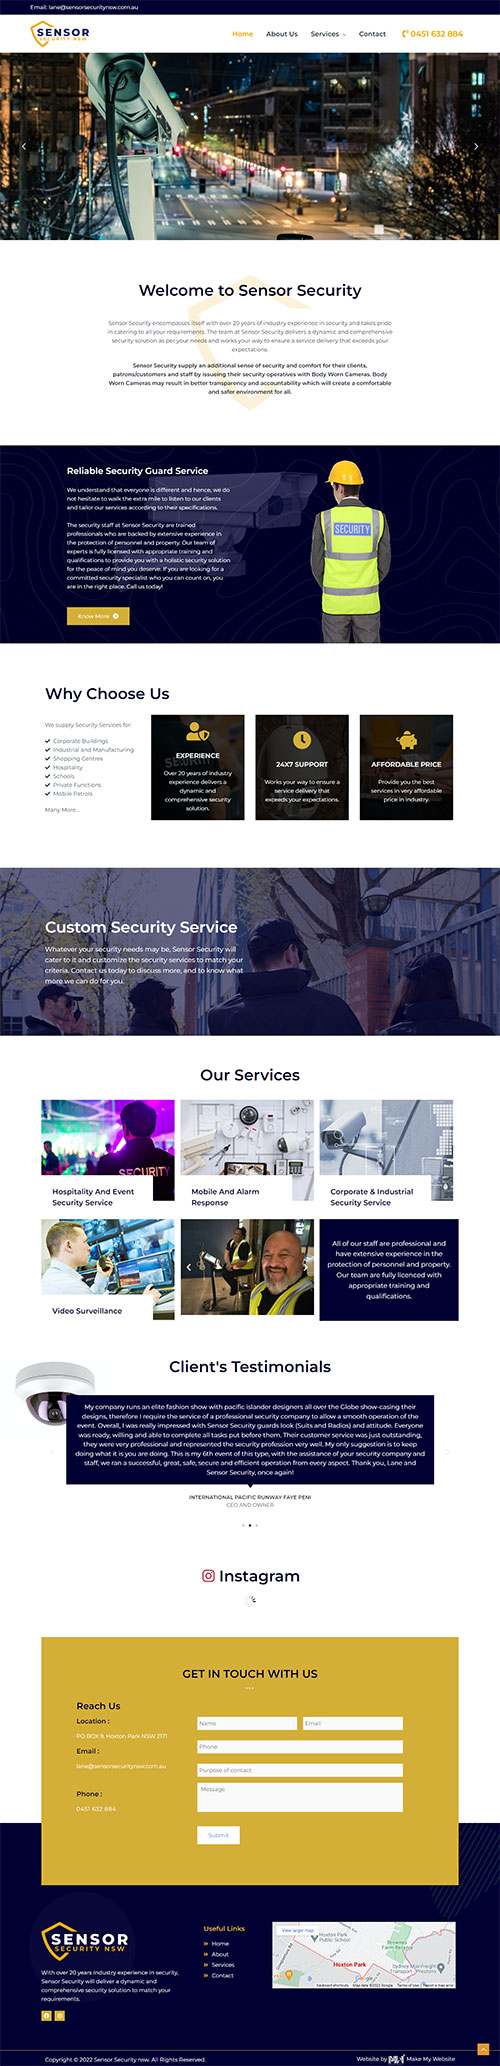 Email: lane@sensorsecuritynsw.com.au
SENSOR
SECURITY NSW
Home
About Us
Services
Contact
0451 632 884
Welcome to Sensor Security
Sensor Security encompasses itself with over 20 years of industry experience in security and takes pride
in catering to all your requirements. The team at Sensor Security delivers a dynamic and comprehensive
security solution as per your needs and works your way to ensure a service delivery that exceeds your
expectations.
Sensor Security supply an additional sense of security and comfort for their clients,
patrons/customers and staff by issueing their security operatives with Body Worn Cameras. Body
Worn Cameras may result in better transparency and accountability which will create a comfortable
and safer environment for all.
Reliable Security Guard Service
We understand that everyone is different and hence, we do
not hesitate to walk the extra mile to listen to our clients
and tailor our services according to their specifications.
The security staff at Sensor Security are trained
professionals who are backed by extensive experience in
the protection of personnel and property. Our team of
experts is fully licensed with appropriate training and
qualifications to provide you with a holistic security solution
for the peace of mind you deserve. If you are looking for a
committed security specialist who you can count on, you
are in the right place. Call us today!
Know More
SECURITY
Why Choose Us
We supply Security Services for:
Corporate Buildings
Industrial and Manufacturing
Shopping Centres
Hospitality
Schools
Private Functions
Mobile Patrols
Many More...
EXPERIENCE
Over 20 years of industry
experience delivers a
dynamic and
comprehensive security
solution.
24X7 SUPPORT
Works your way to ensure a
service delivery that
exceeds your expectations.
AFFORDABLE PRICE
Provide you the best
services in very affordable
price in industry.
Custom Security Service
Whatever your security needs may be, Sensor Security will
cater to it and customize the security services to match your
criteria. Contact us today to discuss more, and to know what
more we can do for you.
Our Services
SECURITY
Hospitality And Event
Security Service
Mobile And Alarm
Response
Corporate & Industrial
Security Service
Video Surveillance
All of our staff are professional and
have extensive experience in the
protection of personnel and property.
Our team are fully licenced with
appropriate training and
qualifications.
Client's Testimonials
My company runs an elite fashion show with pacific islander designers all over the Globe show-casing their
designs, therefore I require the service of a professional security company to allow a smooth operation of the
event. Overall, I was really impressed with Sensor Security guards look (Suits and Radios) and attitude. Everyone
was ready, willing and able to complete all tasks put before them. Their customer service was just outstanding,
they were very professional and represented the security profession very well. My only suggestion is to keep
doing what it is you are doing. This is my 6th event of this type, with the assistance of your security company and
staff, we ran a successful, great, safe, secure and efficient operation from every aspect. Thank you, Lane and
Sensor Security, once again!
INTERNATIONAL PACIFIC RUNWAY FAYE PENI
CEO AND OWNER
Instagram
GET IN TOUCH WITH US
Reach Us
Location :
PO BOX 9, Hoxton Park NSW 2171
Email :
lane@sensorsecuritynsw.com.au
Phone :
0451 632 884
Name
Email
Phone
Purpose of contact
Message
Submit
SENSOR
SECURITY NSW
With over 20 years industry experience in security,
Sensor Security will deliver a dynamic and
comprehensive security solution to match your
requirements.
Useful Links
Home
About
Services
Contact
View larger map
Hoxton Park
Public School
Hoxton Park
Sydney Mainfreight
Transport - Prestons
Keyboard shortcuts
Map data ©2022 Google
Terms of Use
Report a map error
Copyright © 2022 Sensor Security nsw. All Rights Reserved.
Website by
Make My Website